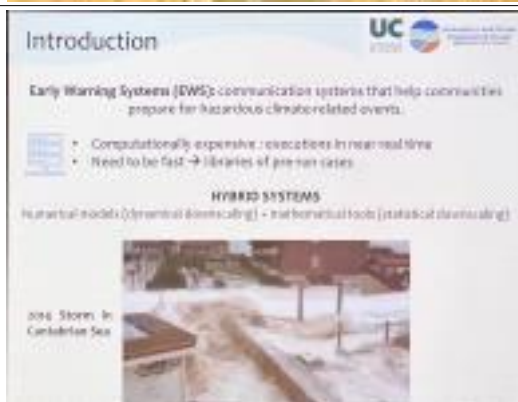 Introduction
UC
Early Warning Systems (EWS): communication systems that help communities
prepare for hazardous climate-related events.
• Computationally expensive : executions in near real time
• Need to be fast → libraries of pre-run cases
HYBRID SYSTEMS
Numerical models (dynamical downscaling) + mathematical tools (statistical downscaling)
2014 Storm in
Cantabrian Sea